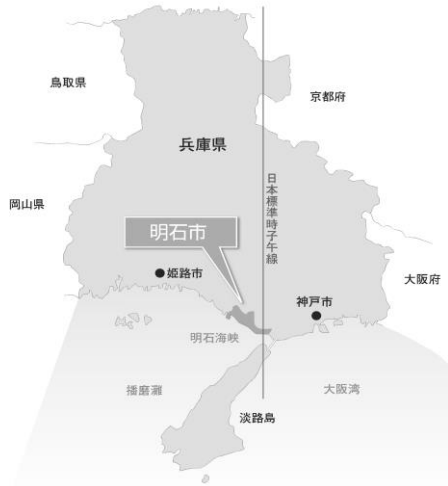 鳥取県
京都府
兵庫県
日本標準時子午線
岡山県
明石市
姫路市
大阪府
神戸市
明石海峡
播磨灘
大阪湾
淡路島